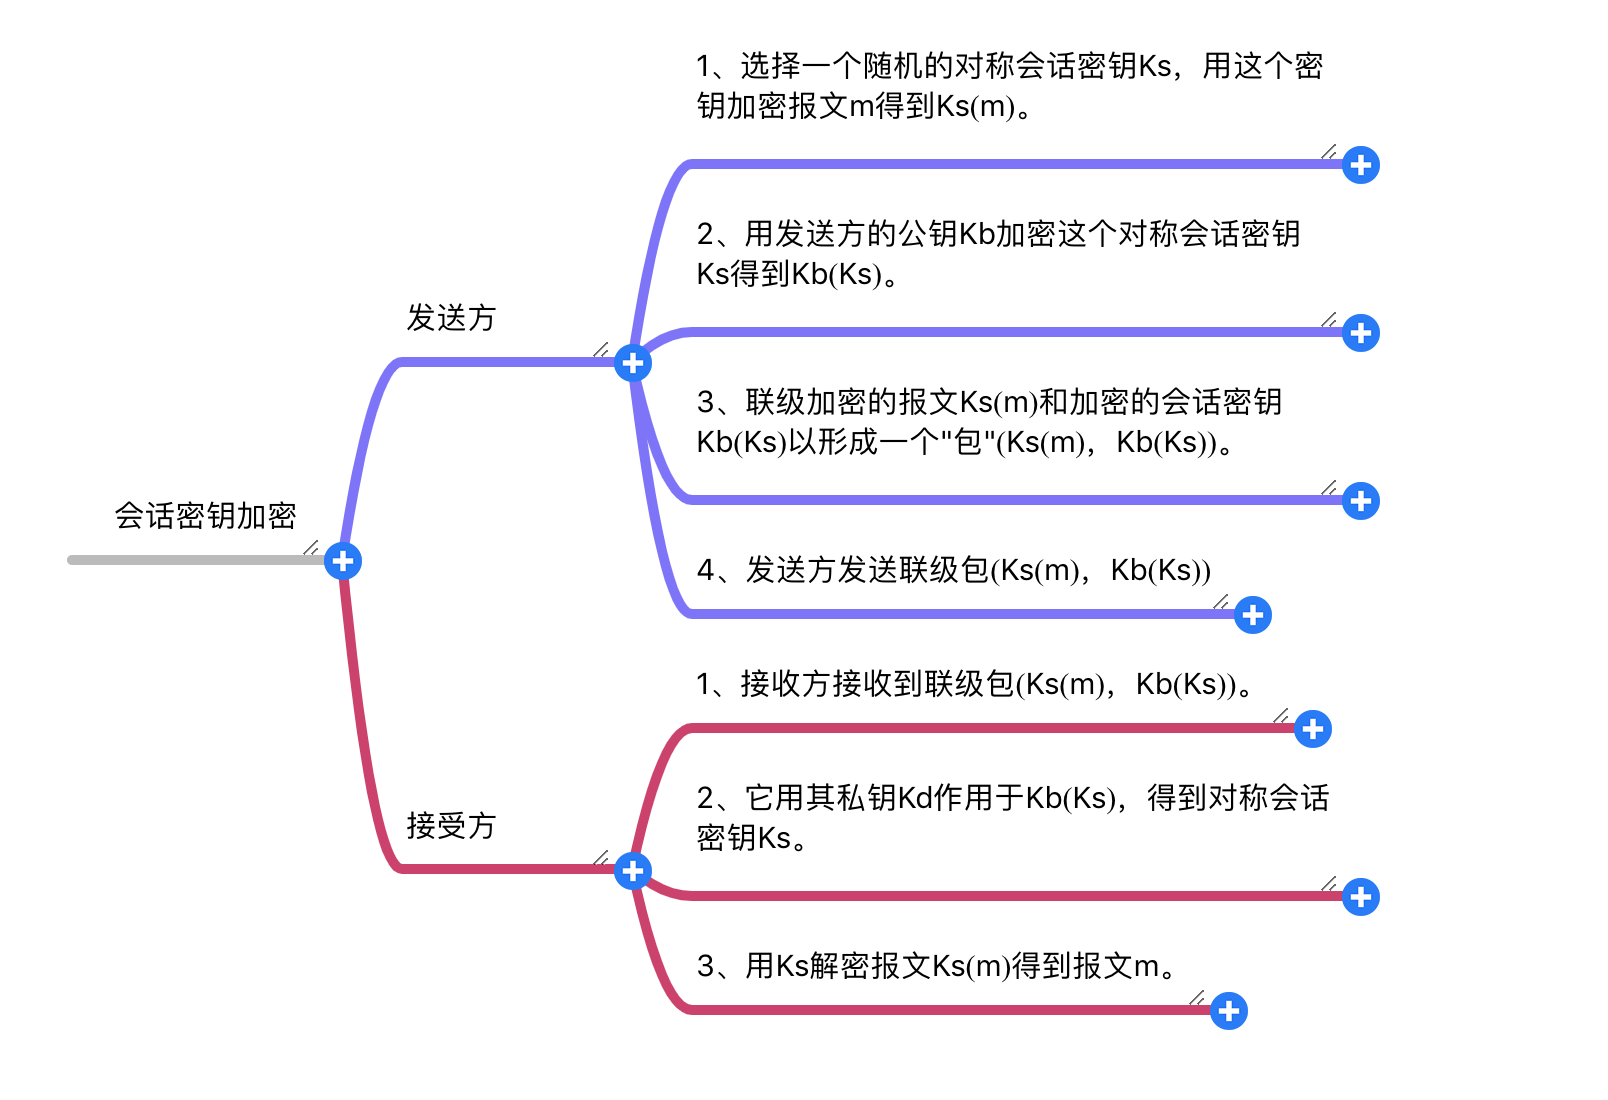 会话密钥加密
发送方
1、选择一个随机的对称会话密钥Ks，用这个密
钥加密报文m得到Ks(m)。
2、用发送方的公钥Kb加密这个对称会话密钥
Ks得到Kb(Ks)。
3、联级加密的报文Ks(m)和加密的会话密钥
Kb(Ks)以形成一个"包"(Ks(m)，Kb(Ks))。
4、发送方发送联级包(Ks(m)，Kb(Ks))
接受方
1、接收方接收到联级包(Ks(m)，Kb(Ks))。
2、它用其私钥Kd作用于Kb(Ks)，得到对称会话
密钥Ks。
3、用Ks解密报文Ks(m)得到报文m。